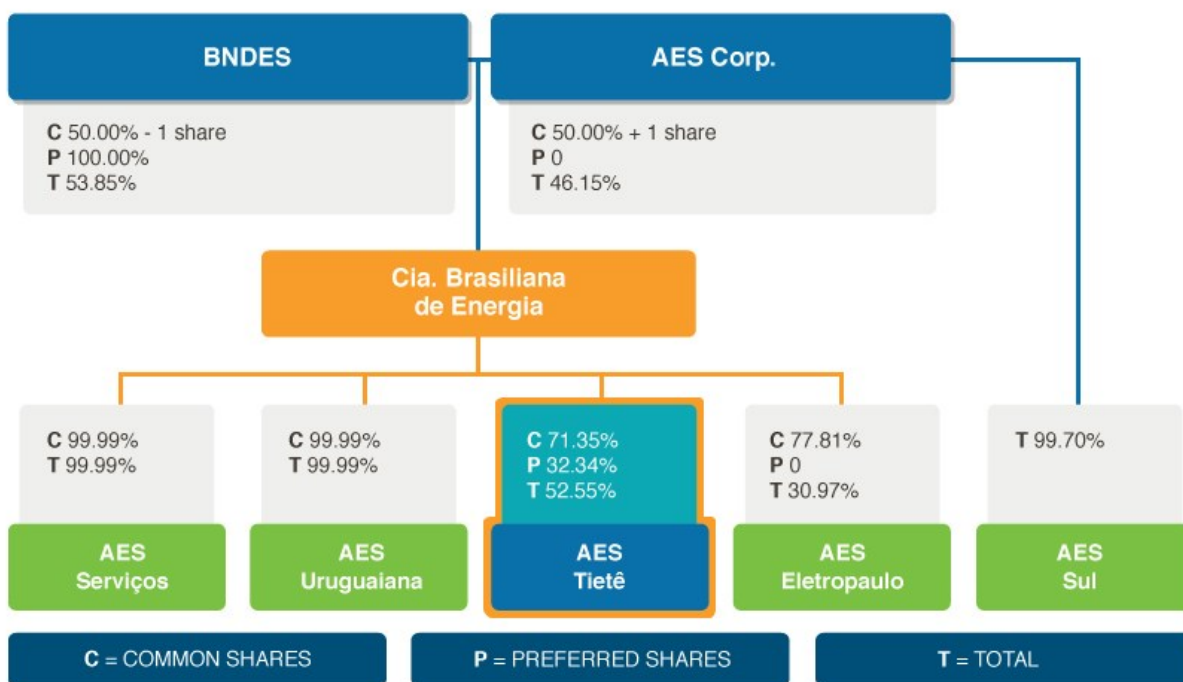 BNDES
C 50.00% - 1 share
P 100.00%
T 53.85%
AES Corp.
C 50.00% + 1 share
P 0
T 46.15%
Cia. Brasiliana
de Energia
C 99.99%
T 99.99%
AES
Serviços
C 99.99%
T 99.99%
AES
Uruguaiana
C 71.35%
P 32.34%
T 52.55%
AES
Tietê
C 77.81%
P 0
T 30.97%
AES
Eletropaulo
T 99.70%
AES
Sul
C = COMMON SHARES
P = PREFERRED SHARES
T = TOTAL